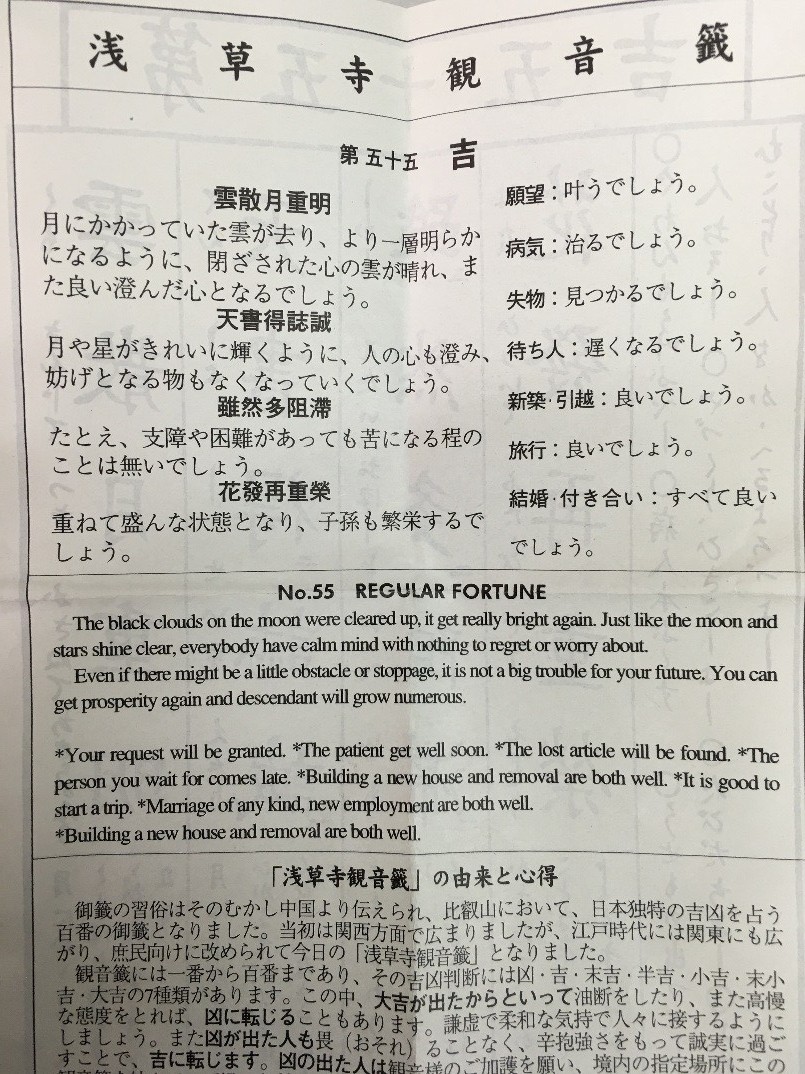 浅草寺観音籤
第五十五 吉
雲散月重明
月にかかっていた雲が去り、より一層明らか
になるように、閉ざされた心の雲が晴れ、ま
た良い澄んだ心となるでしょう。
天書得誌誠
月や星がきれいに輝くように、人の心も澄み、
妨げとなる物もなくなっていくでしょう。
雖然多阻滯
たとえ、支障や困難があっても苦になる程の
ことは無いでしょう。
花發再重榮
重ねて盛んな状態となり、子孫も繁栄するで
しょう。
願望：叶うでしょう。
病気：治るでしょう。
失物：見つかるでしょう。
待ち人：遅くなるでしょう。
新築・引越：良いでしょう。
旅行：良いでしょう。
結婚・付き合い：すべて良い
でしょう。
No.55 REGULAR FORTUNE
The black clouds on the moon were cleared up, it get really bright again. Just like the moon and
stars shine clear, everybody have calm mind with nothing to regret or worry about.
Even if there might be a little obstacle or stoppage, it is not a big trouble for your future. You can
get prosperity again and descendant will grow numerous.
*Your request will be granted. *The patient get well soon. *The lost article will be found. *The
person you wait for comes late. *Building a new house and removal are both well. *It is good to
start a trip. *Marriage of any kind, new employment are both well.
*Building a new house and removal are both well.
「浅草寺観音籤」の由来と心得
御籤の習俗はそのむかし中国より伝えられ、比叡山において、日本独特の吉凶を占う
百番の御籤となりました。当初は関西方面で広まりましたが、江戸時代には関東にも広
がり、庶民向けに改められて今日の「浅草寺観音籤」となりました。
観音籤には一番から百番まであり、その吉凶判断には凶・吉・末吉・半吉・小吉・末小
吉・大吉の7種類があります。この中、大吉が出たからといって油断をしたり、また高慢
な態度をとれば、凶に転じることもあります。謙虚で柔和な気持で人々に接するように
しましょう。また凶が出た人も畏（おそれ）ることなく、辛抱強さをもって誠実に過ご
すことで、吉に転じます。凶の出た人は観音様のご加護を願い、境内の指定場所にこの